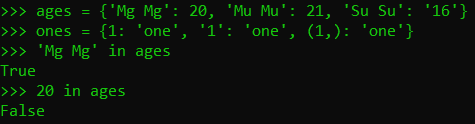 >>> ages = {'Mg Mg': 20, 'Mu Mu': 21, 'Su Su': '16'}
>>> ones = {1: 'one', '1': 'one', (1,): 'one'}
>>> 'Mg Mg' in ages
True
>>> 20 in ages
False